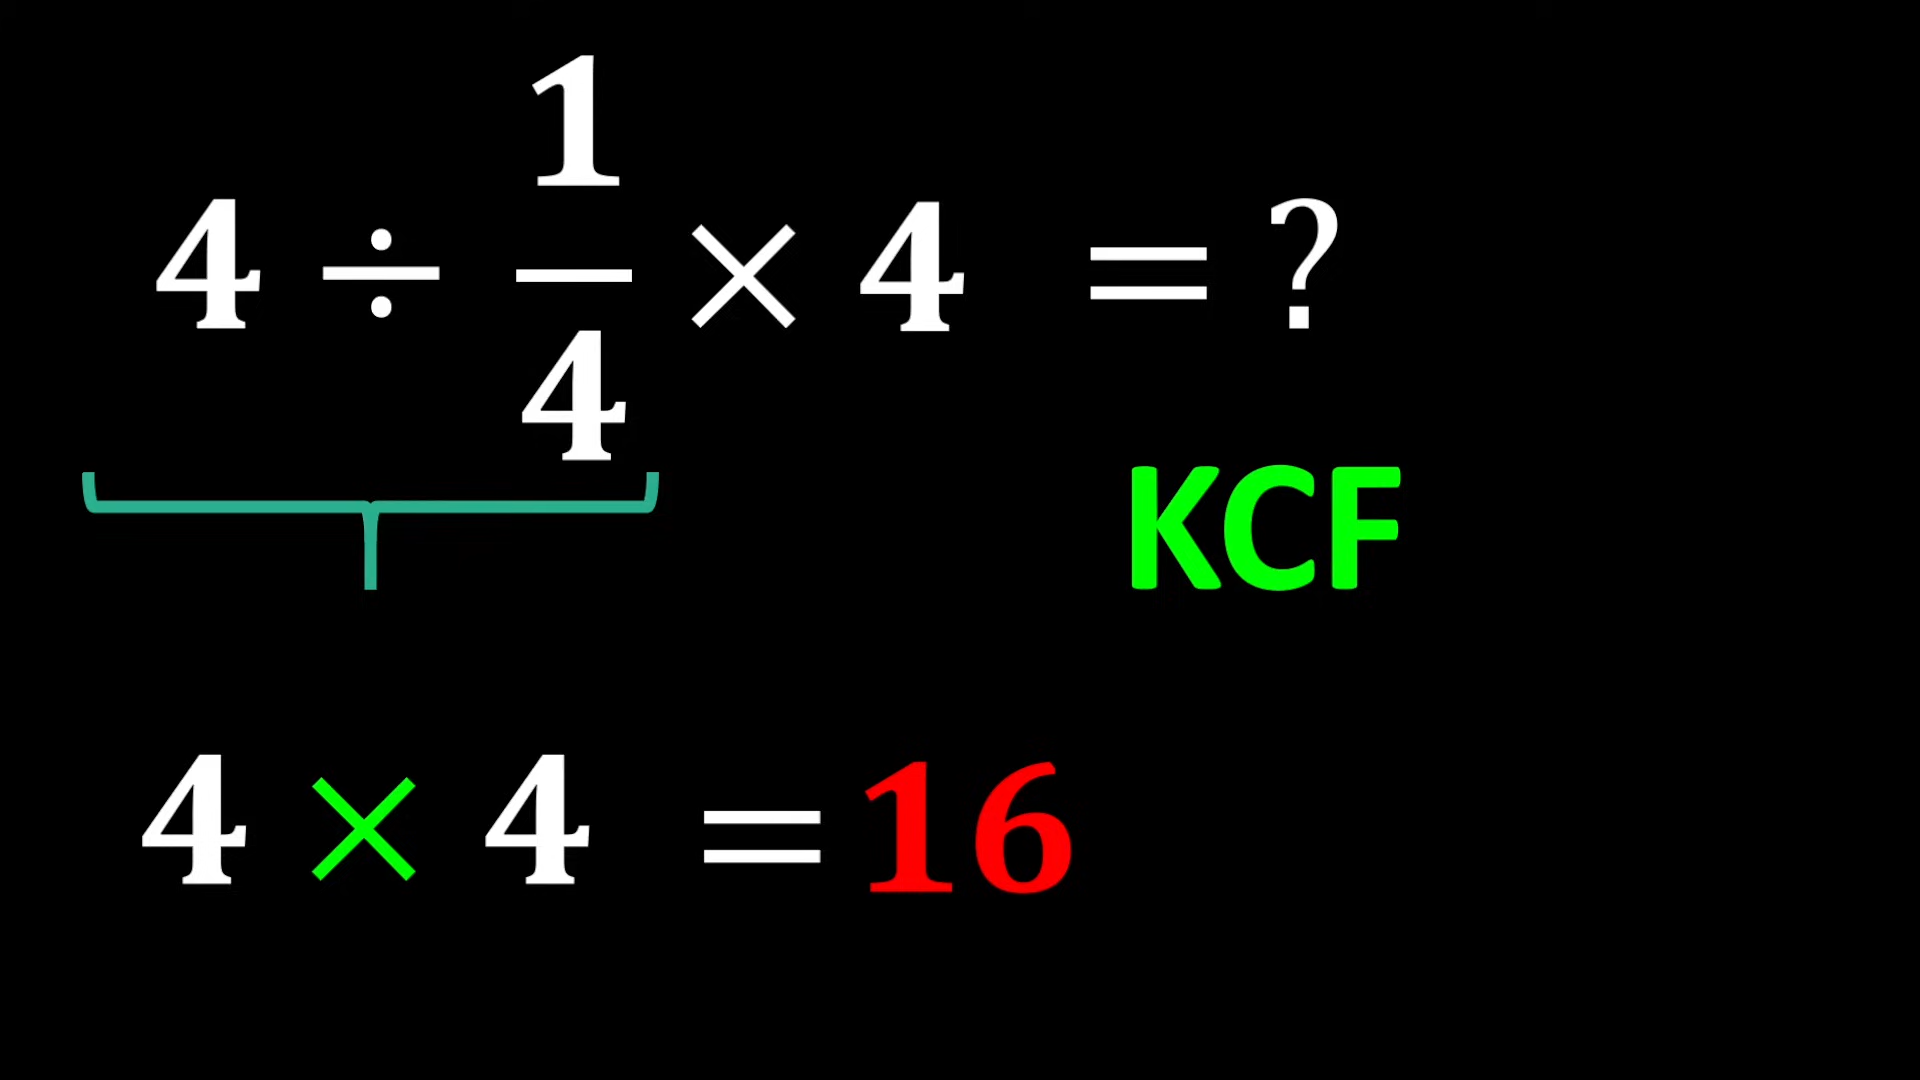 4 ÷ 1/4 × 4 = ?
KCF
4 × 4 = 16